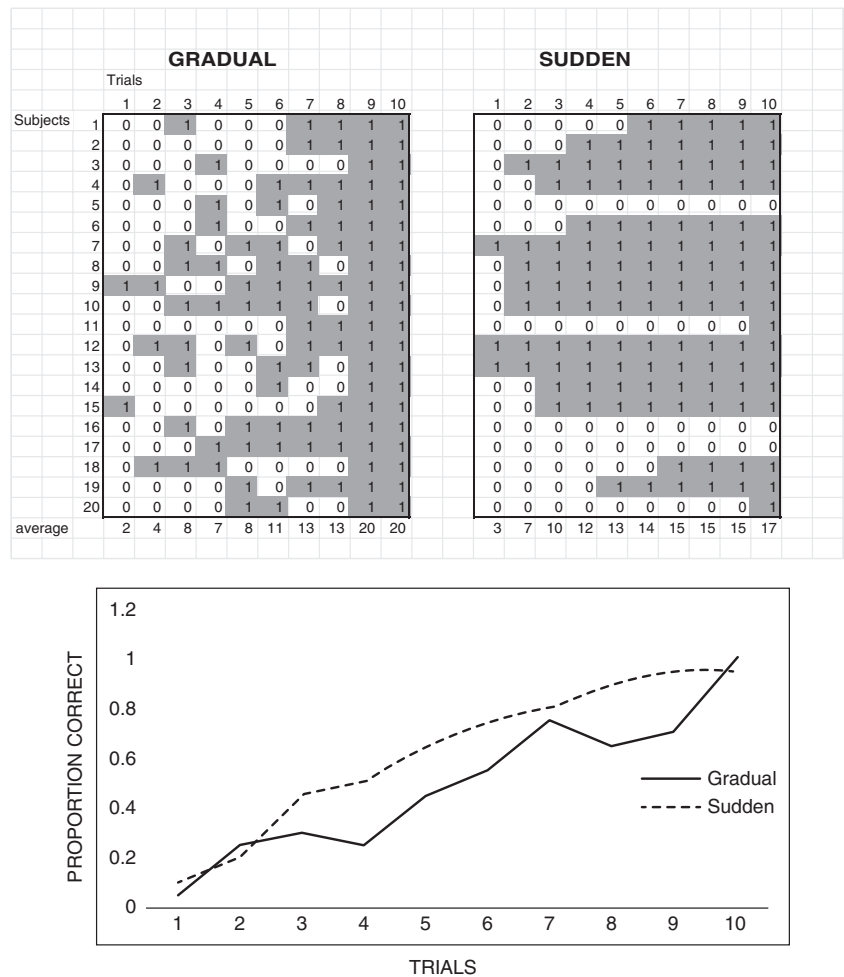 GRADUAL SUDDEN
Trials
1 2 3 4 5 6 7 8 9 10 1 2 3 4 5 6 7 8 9 10
Subjects 1 0 0 1 0 0 0 1 1 1 1 0 0 0 0 0 1 1 1 1 1
2 0 0 0 0 0 0 1 1 1 1 0 0 0 1 1 1 1 1 1 1
3 0 0 0 1 0 0 0 0 1 1 0 1 1 1 1 1 1 1 1 1
4 0 1 0 0 0 1 1 1 1 1 0 0 1 1 1 1 1 1 1 1
5 0 0 0 1 0 1 0 1 1 1 0 0 0 0 0 0 0 0 0 0
6 0 0 0 1 0 0 1 1 1 1 0 0 0 1 1 1 1 1 1 1
7 0 0 1 0 1 1 0 1 1 1 1 1 1 1 1 1 1 1 1 1
8 0 0 1 1 0 1 1 0 1 1 0 1 1 1 1 1 1 1 1 1
9 1 1 0 0 1 1 1 1 1 1 0 1 1 1 1 1 1 1 1 1
10 0 0 1 1 1 1 1 0 1 1 0 1 1 1 1 1 1 1 1 1
11 0 0 0 0 0 0 1 1 1 1 0 0 0 0 0 0 0 0 0 1
12 0 1 1 0 1 0 1 1 1 1 1 1 1 1 1 1 1 1 1 1
13 0 0 1 0 0 1 1 0 1 1 1 1 1 1 1 1 1 1 1 1
14 0 0 0 0 0 1 0 0 1 1 0 0 1 1 1 1 1 1 1 1
15 1 0 0 0 0 0 0 1 1 1 0 0 1 1 1 1 1 1 1 1
16 0 0 1 0 1 1 1 1 1 1 0 0 0 0 0 0 0 0 0 0
17 0 0 0 1 1 1 1 1 1 1 0 0 0 0 0 0 0 0 0 0
18 0 1 1 1 0 0 0 0 1 1 0 0 0 0 0 0 1 1 1 1
19 0 0 0 0 1 0 1 1 1 1 0 0 0 0 1 1 1 1 1 1
20 0 0 0 0 1 1 0 0 1 1 0 0 0 0 0 0 0 0 0 1
average 2 4 8 7 8 11 13 13 20 20 3 7 10 12 13 14 15 15 15 17
PROPORTION CORRECT
1.2
1
0.8
0.6
0.4
0.2
0
Gradual
Sudden
1 2 3 4 5 6 7 8 9 10
TRIALS